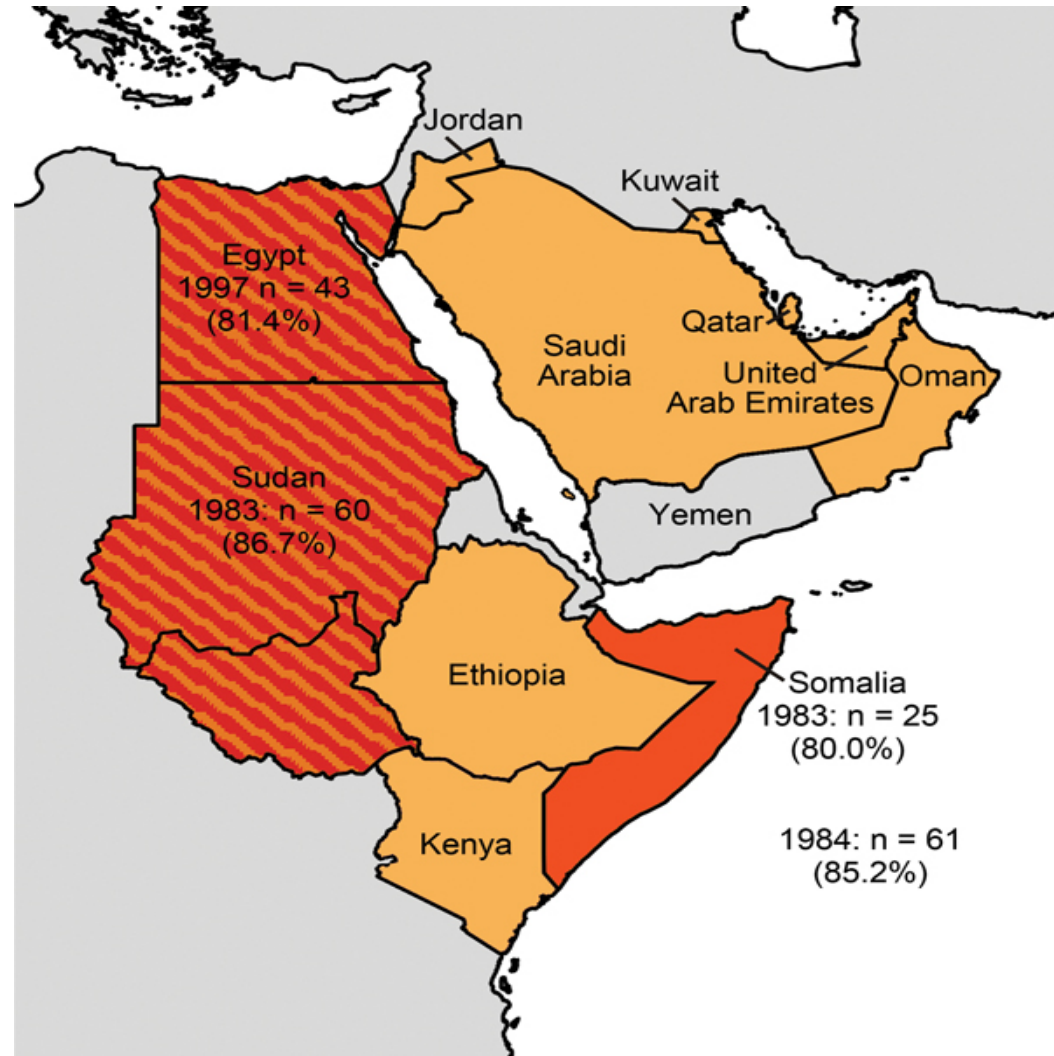 Jordan
Kuwait
Egypt
1997 n = 43
(81.4%)
Qatar
Saudi
Arabia
United
Arab Emirates
Oman
Sudan
1983: n = 60
(86.7%)
Yemen
Ethiopia
Somalia
1983: n = 25
(80.0%)
Kenya
1984: n = 61
(85.2%)